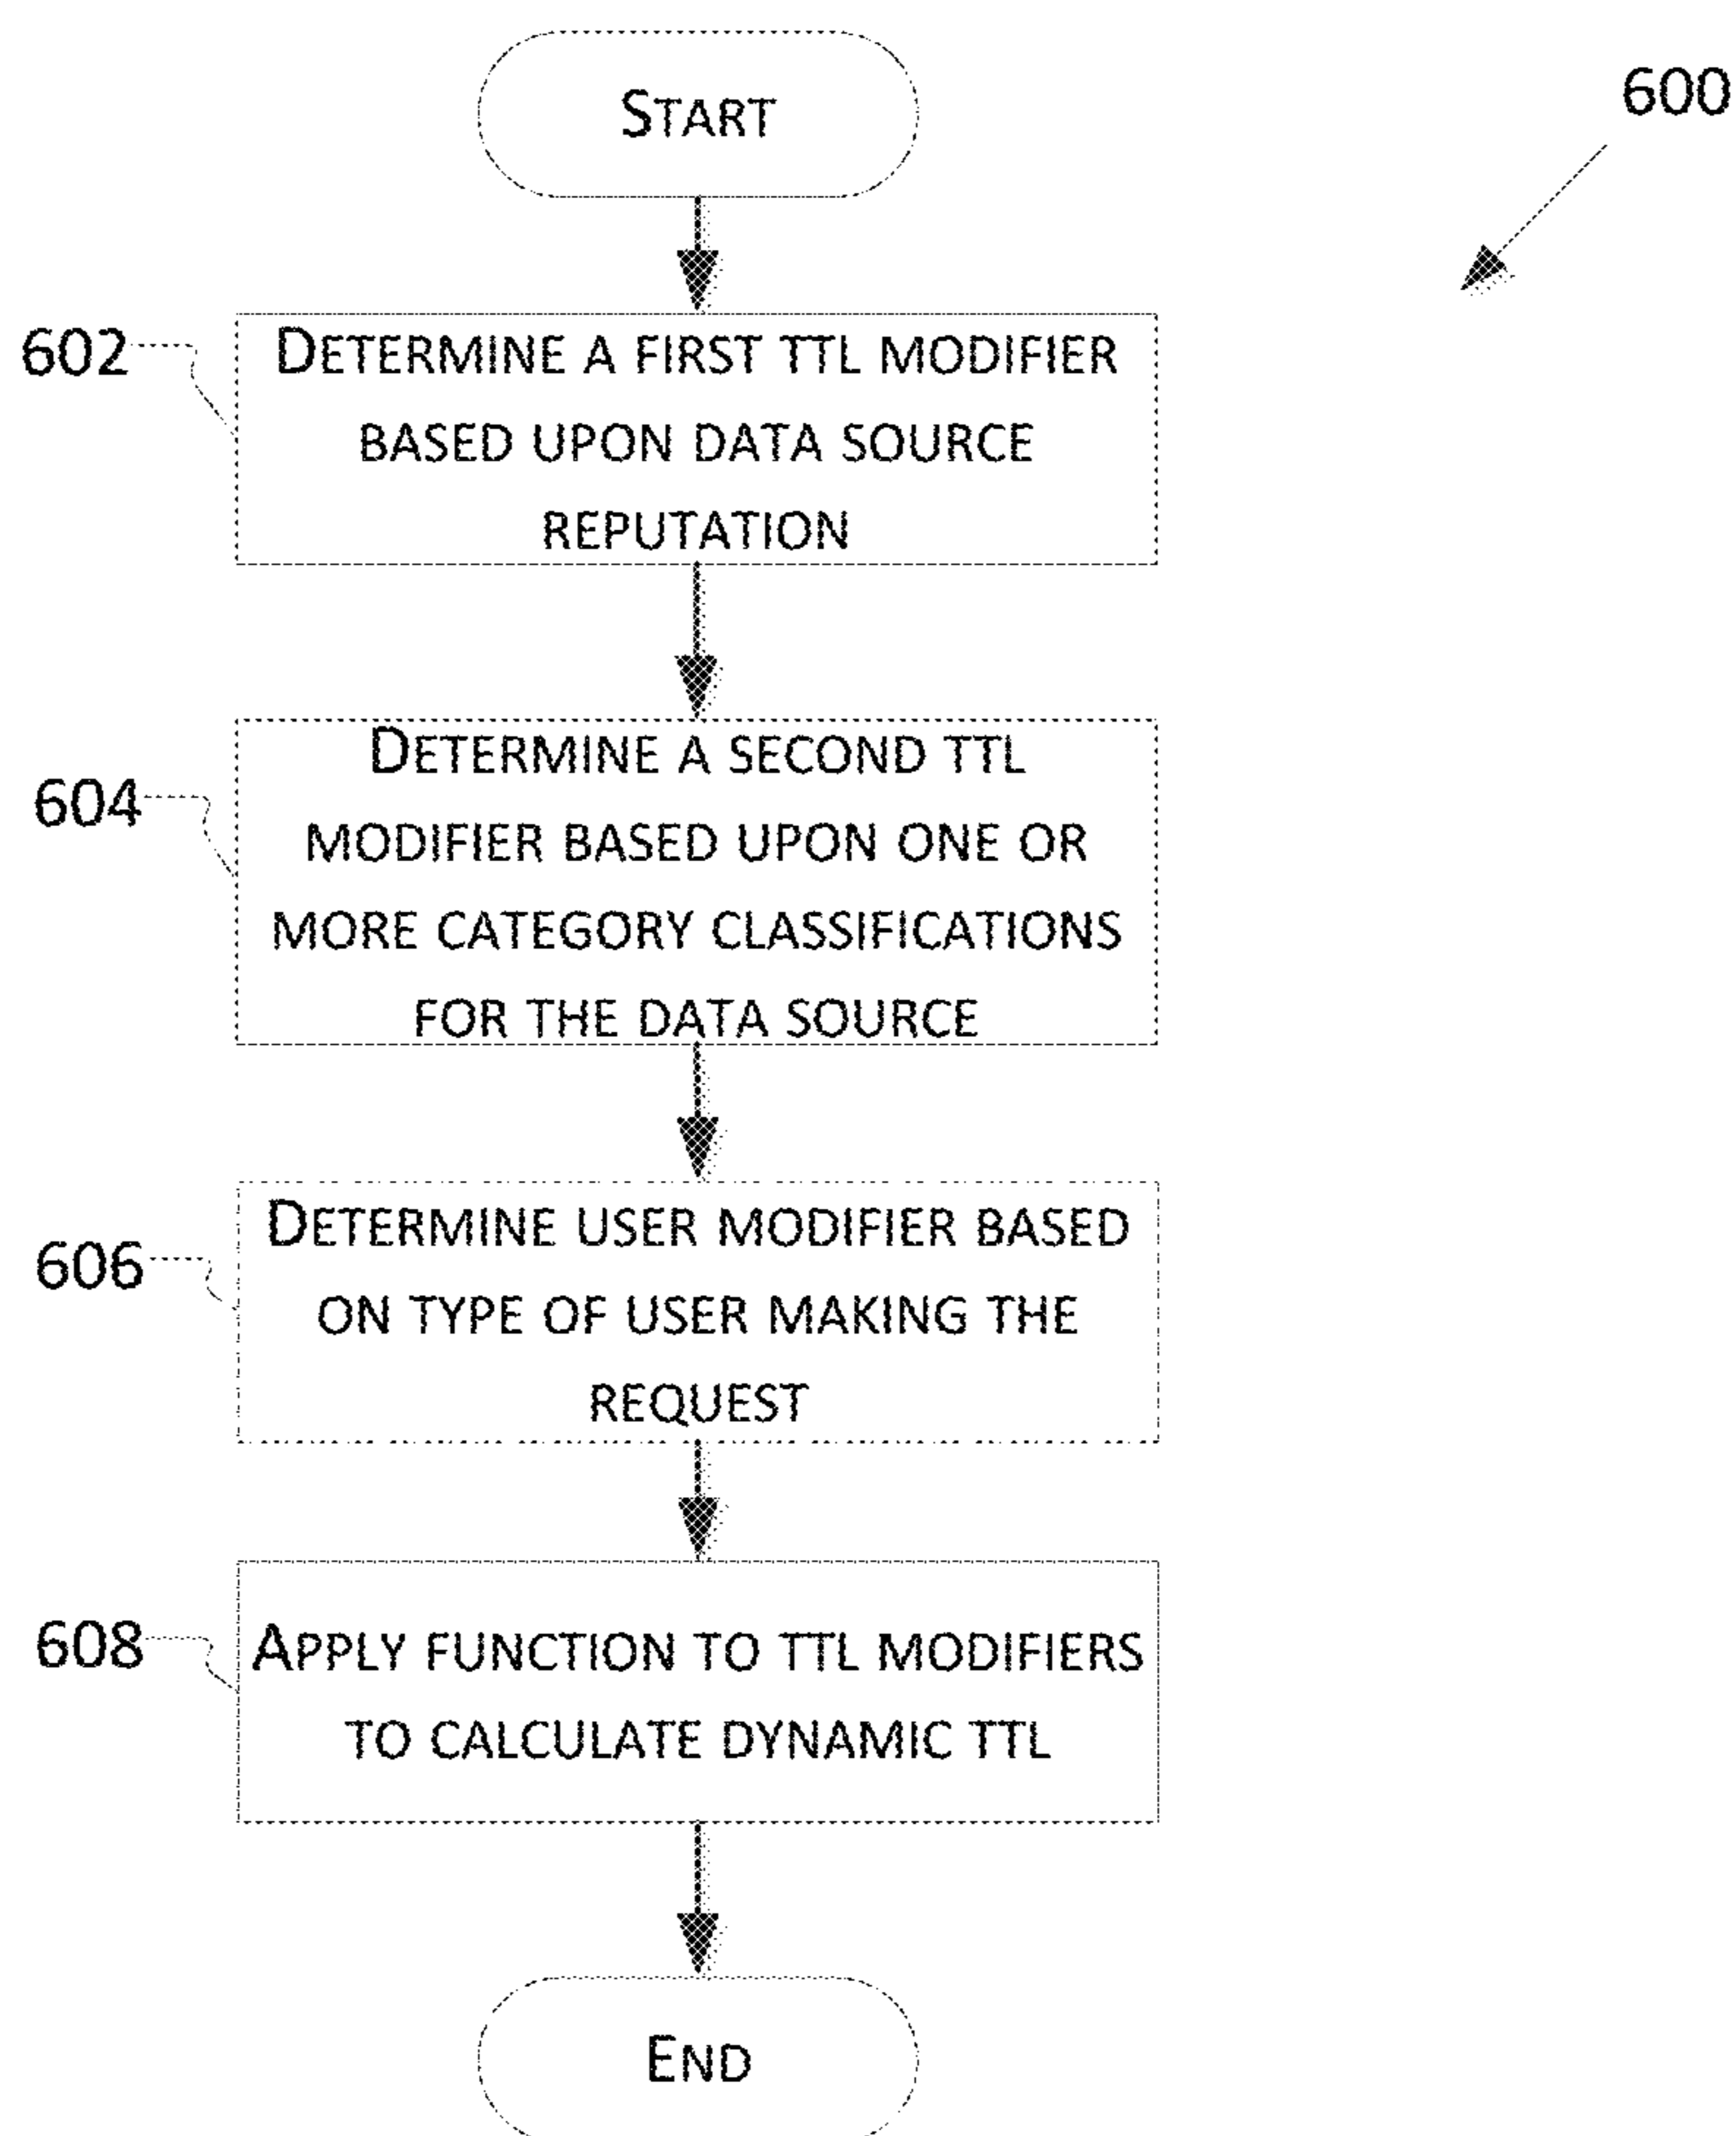 START
600
602
DETERMINE A FIRST TTL MODIFIER
BASED UPON DATA SOURCE
REPUTATION
604
DETERMINE A SECOND TTL
MODIFIER BASED UPON ONE OR
MORE CATEGORY CLASSIFICATIONS
FOR THE DATA SOURCE
606
DETERMINE USER MODIFIER BASED
ON TYPE OF USER MAKING THE
REQUEST
608
APPLY FUNCTION TO TTL MODIFIERS
TO CALCULATE DYNAMIC TTL
END